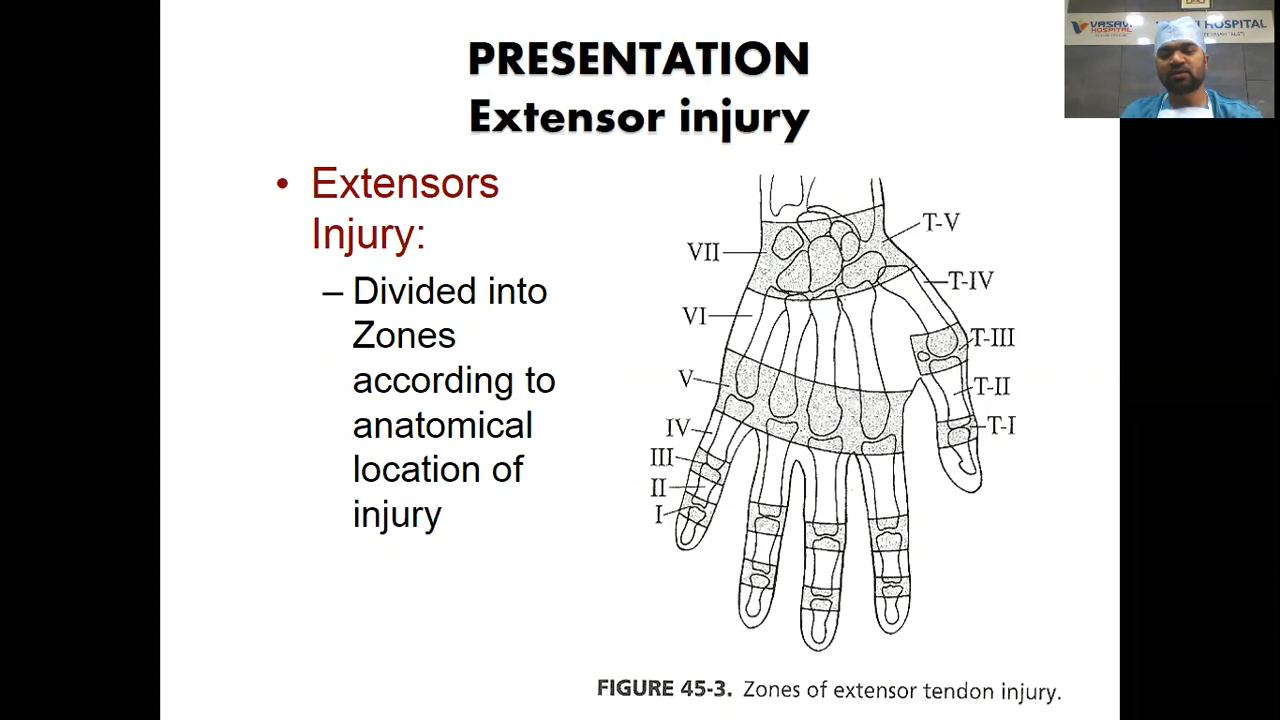 PRESENTATION
Extensor injury
• Extensors
Injury:
– Divided into
Zones
according to
anatomical
location of
injury
VII
VI
V
IV
III
II
I
T-V
T-IV
T-III
T-II
T-I
FIGURE 45-3. Zones of extensor tendon injury.
VASAVI
HOSPITAL
HOSPITAL